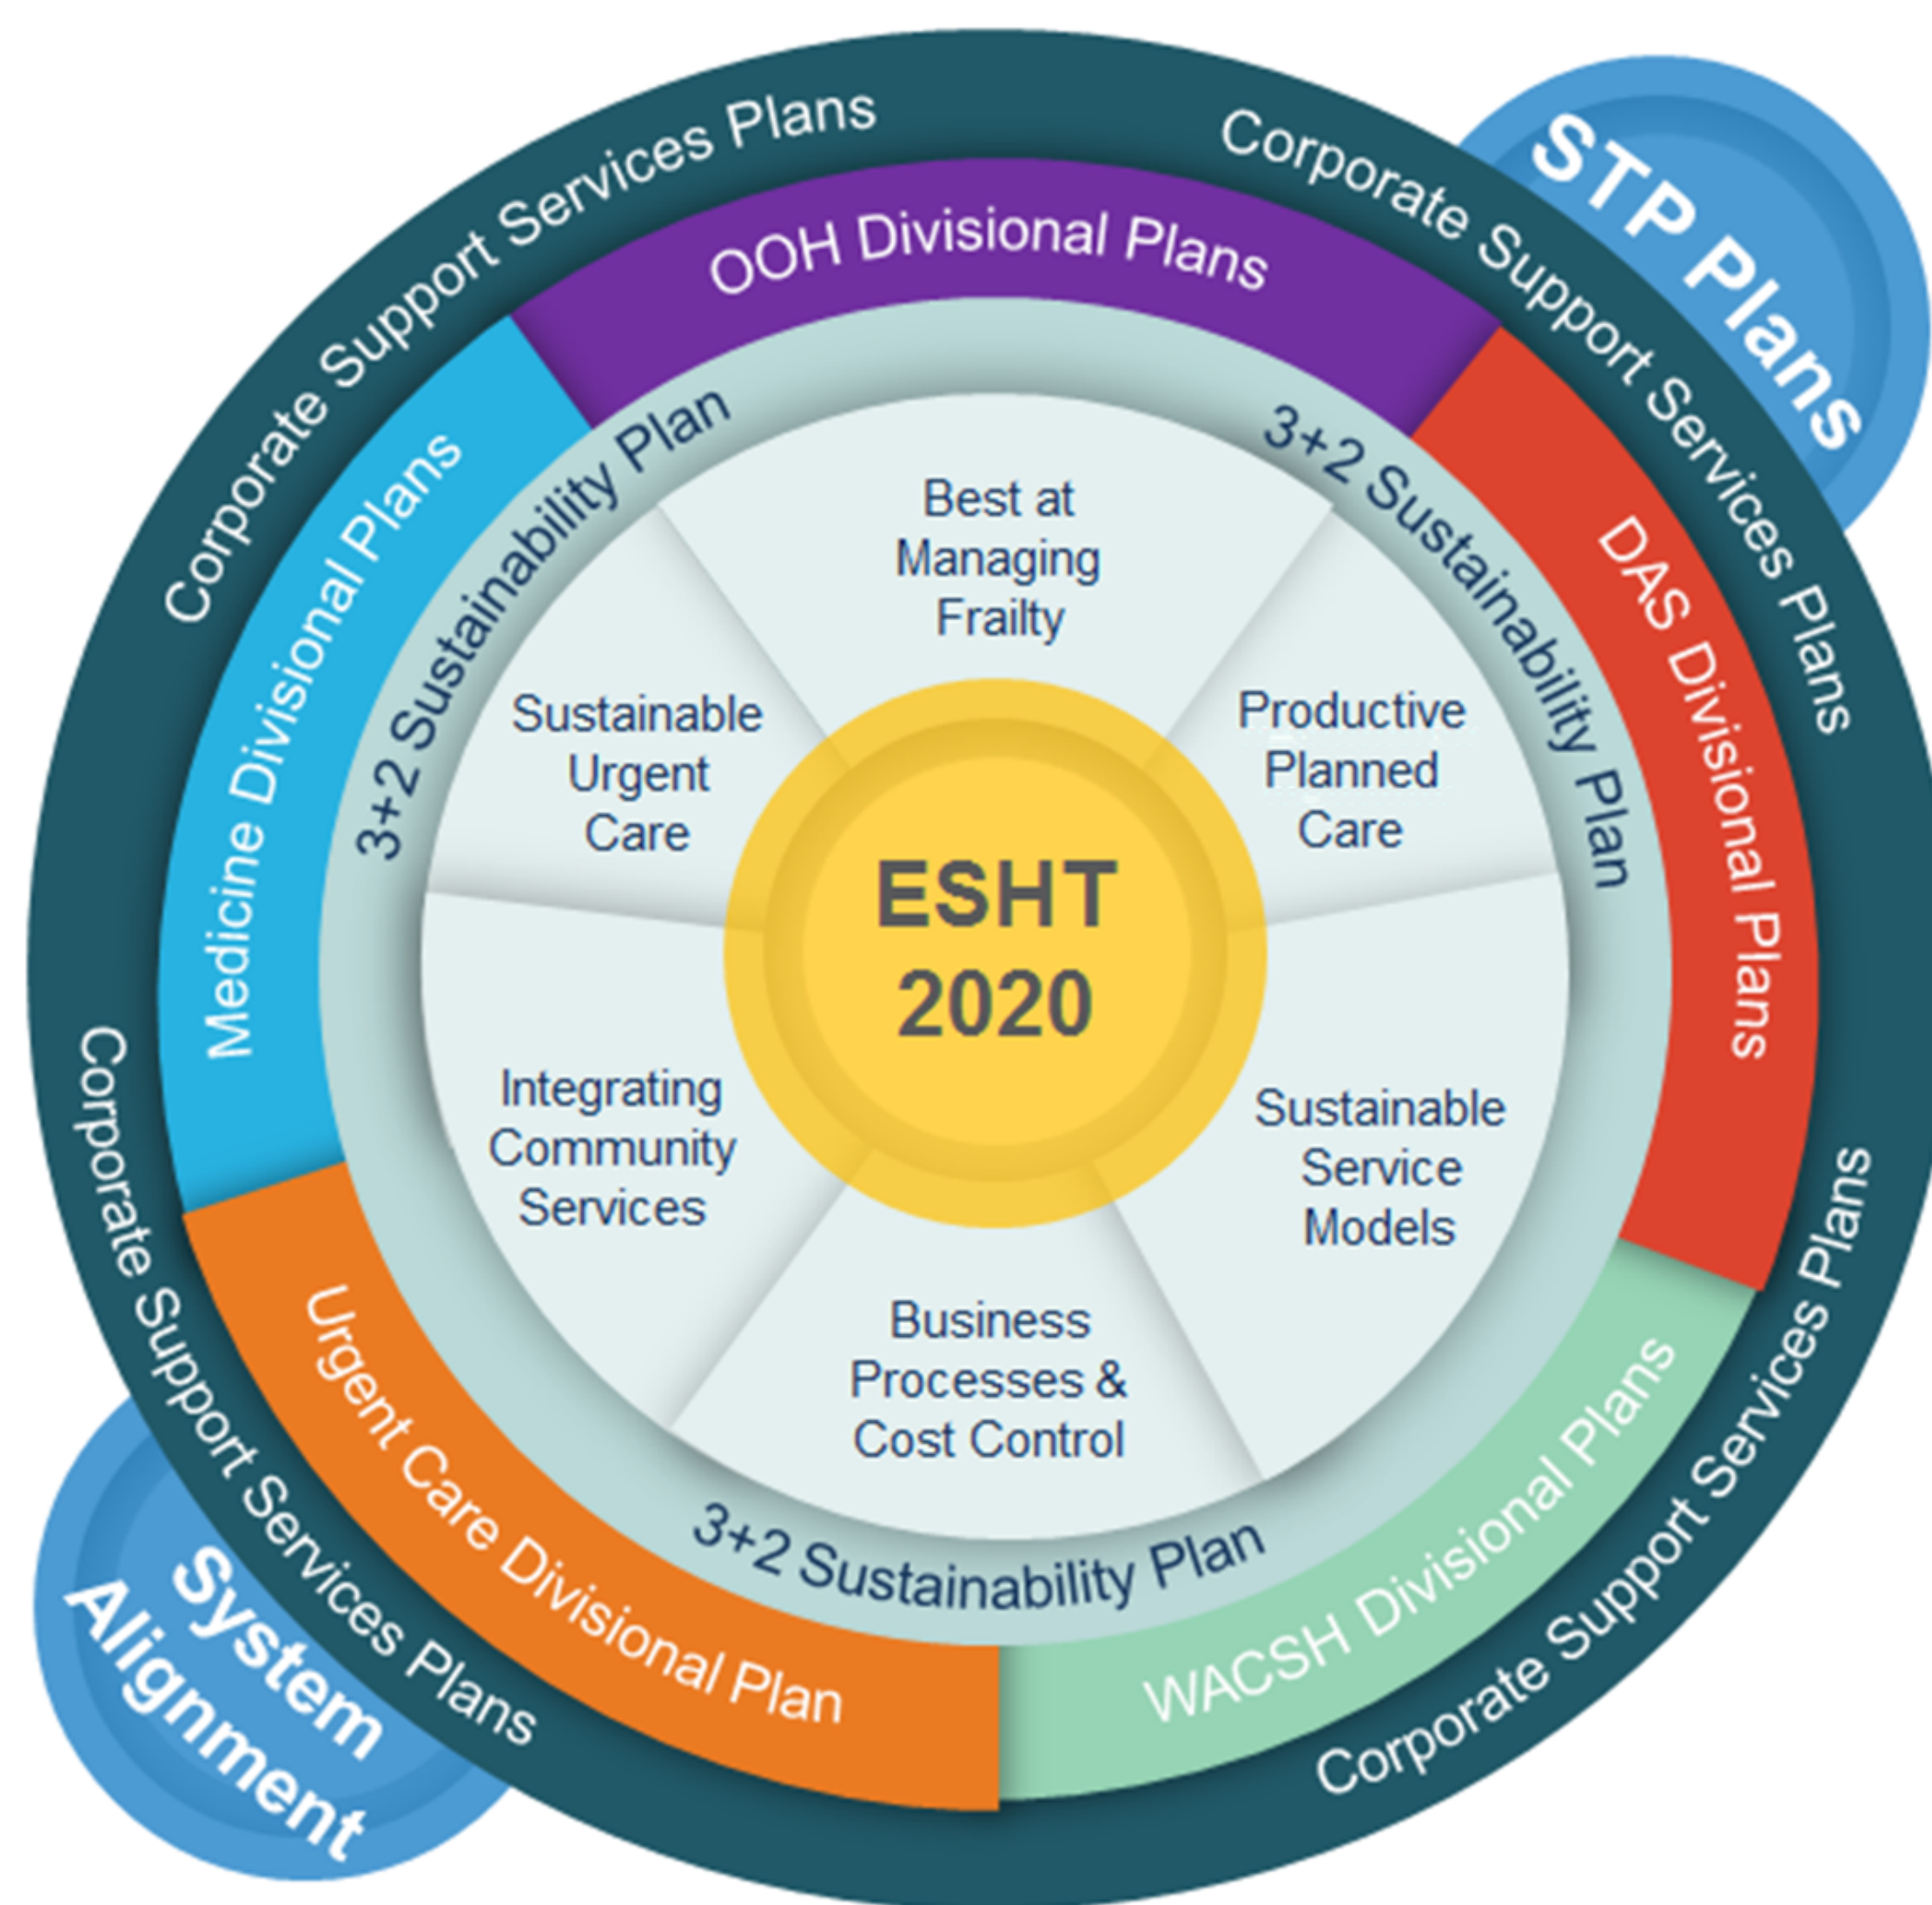 Corporate Support Services Plans
Corporate Support Services Plans
STP Plans
OOH Divisional Plans
Medicine Divisional Plans
DAS Divisional Plans
3+2 Sustainability Plan
3+2 Sustainability Plan
Best at
Managing
Frailty
Sustainable
Urgent
Care
Productive
Planned
Care
ESHT
2020
Integrating
Community
Services
Sustainable
Service
Models
Business
Processes &
Cost Control
3+2 Sustainability Plan
Urgent Care Divisional Plan
WACSH Divisional Plans
Corporate Support Services Plans
Corporate Support Services Plans
System
Alignment